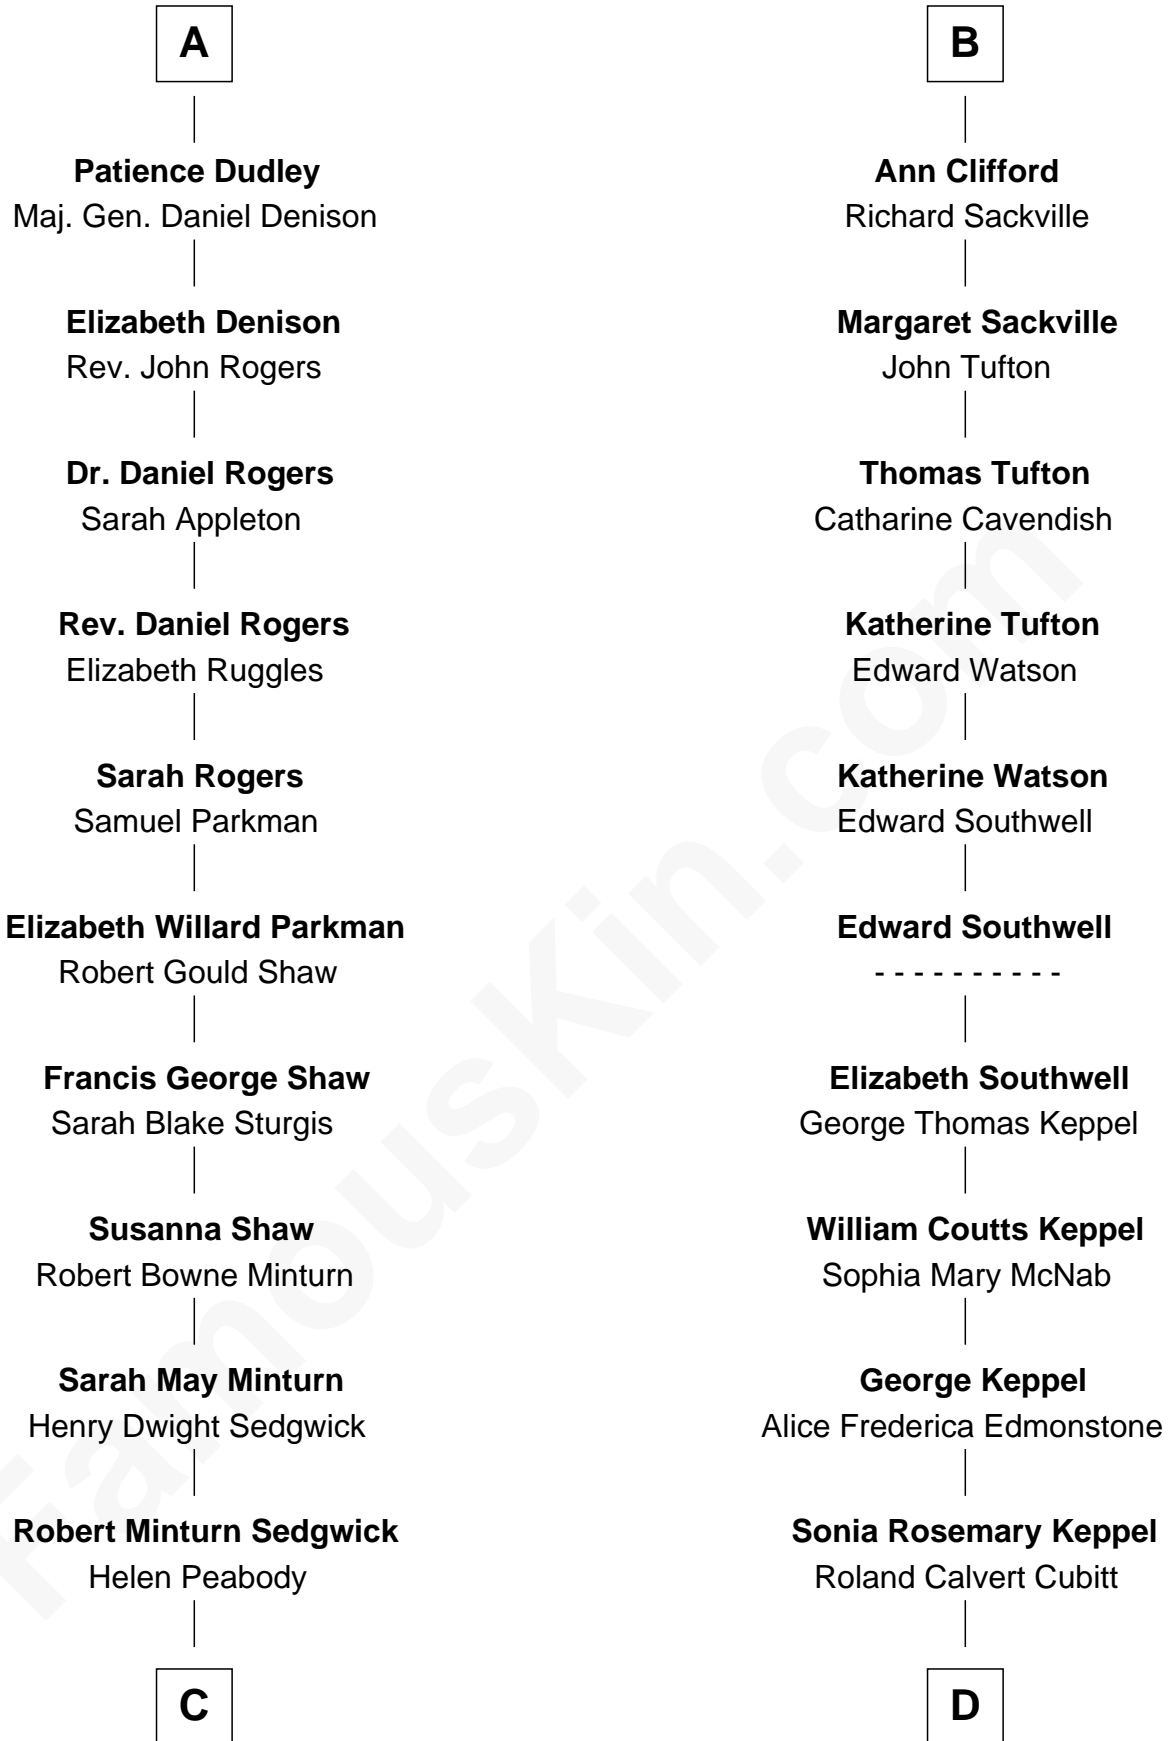 A
Patience Dudley
Maj. Gen. Daniel Denison
Elizabeth Denison
Rev. John Rogers
Dr. Daniel Rogers
Sarah Appleton
Rev. Daniel Rogers
Elizabeth Ruggles
Sarah Rogers
Samuel Parkman
Elizabeth Willard Parkman
Robert Gould Shaw
Francis George Shaw
Sarah Blake Sturgis
Susanna Shaw
Robert Bowne Minturn
Sarah May Minturn
Henry Dwight Sedgwick
Robert Minturn Sedgwick
Helen Peabody
C
B
Ann Clifford
Richard Sackville
Margaret Sackville
John Tufton
Thomas Tufton
Catharine Cavendish
Katherine Tufton
Edward Watson
Katherine Watson
Edward Southwell
Edward Southwell
- - - - - - - - - -
Elizabeth Southwell
George Thomas Keppel
William Coutts Keppel
Sophia Mary McNab
George Keppel
Alice Frederica Edmonstone
Sonia Rosemary Keppel
Roland Calvert Cubitt
D
FamousKin.com